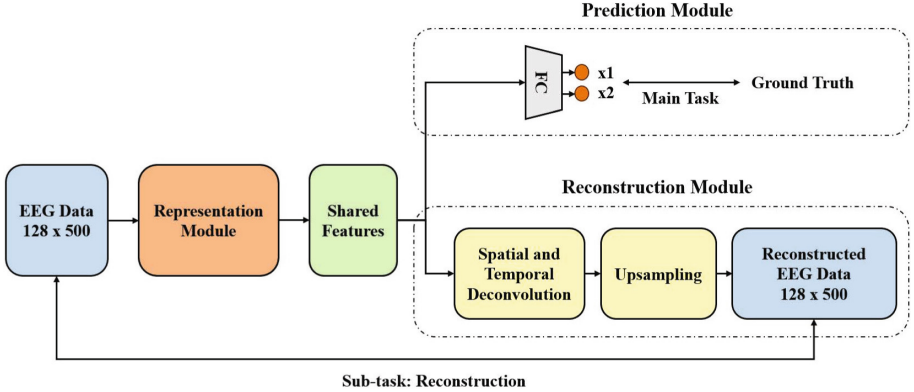 Prediction Module
FC
x1
x2
Main Task
Ground Truth
EEG Data
128 x 500
Representation
Module
Shared
Features
Reconstruction Module
Spatial and
Temporal
Deconvolution
Upsampling
Reconstructed
EEG Data
128 x 500
Sub-task: Reconstruction